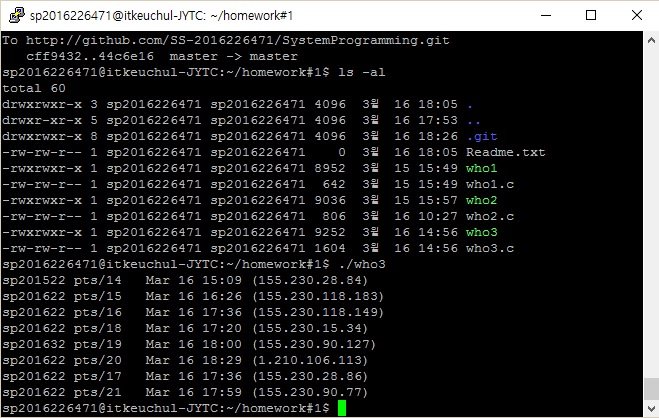 sp2016226471@itkeuchul-JYTC: ~/homework#1
To http://github.com/SS-2016226471/SystemProgramming.git
   cff9432..44c6e16  master -> master
sp2016226471@itkeuchul-JYTC:~/homework#1$ ls -al
total 60
drwxrwxr-x 3 sp2016226471 sp2016226471 4096  3월  16 18:05 .
drwxr-xr-x 5 sp2016226471 sp2016226471 4096  3월  16 17:53 ..
drwxrwxr-x 8 sp2016226471 sp2016226471 4096  3월  16 18:26 .git
-rw-rw-r-- 1 sp2016226471 sp2016226471    0  3월  16 18:05 Readme.txt
-rwxrwxr-x 1 sp2016226471 sp2016226471 8952  3월  15 15:49 who1
-rw-rw-r-- 1 sp2016226471 sp2016226471  642  3월  15 15:49 who1.c
-rwxrwxr-x 1 sp2016226471 sp2016226471 9036  3월  15 15:57 who2
-rw-rw-r-- 1 sp2016226471 sp2016226471  806  3월  16 10:27 who2.c
-rwxrwxr-x 1 sp2016226471 sp2016226471 9252  3월  16 14:56 who3
-rw-rw-r-- 1 sp2016226471 sp2016226471 1604  3월  16 14:56 who3.c
sp2016226471@itkeuchul-JYTC:~/homework#1$ ./who3
sp201522 pts/14   Mar 16 15:09 (155.230.28.84)
sp201622 pts/15   Mar 16 16:26 (155.230.118.183)
sp201622 pts/16   Mar 16 17:36 (155.230.118.149)
sp201622 pts/18   Mar 16 17:20 (155.230.15.34)
sp201632 pts/19   Mar 16 18:00 (155.230.90.127)
sp201622 pts/20   Mar 16 18:29 (1.210.106.113)
sp201622 pts/17   Mar 16 17:36 (155.230.28.86)
sp201622 pts/21   Mar 16 17:59 (155.230.90.77)
sp2016226471@itkeuchul-JYTC:~/homework#1$